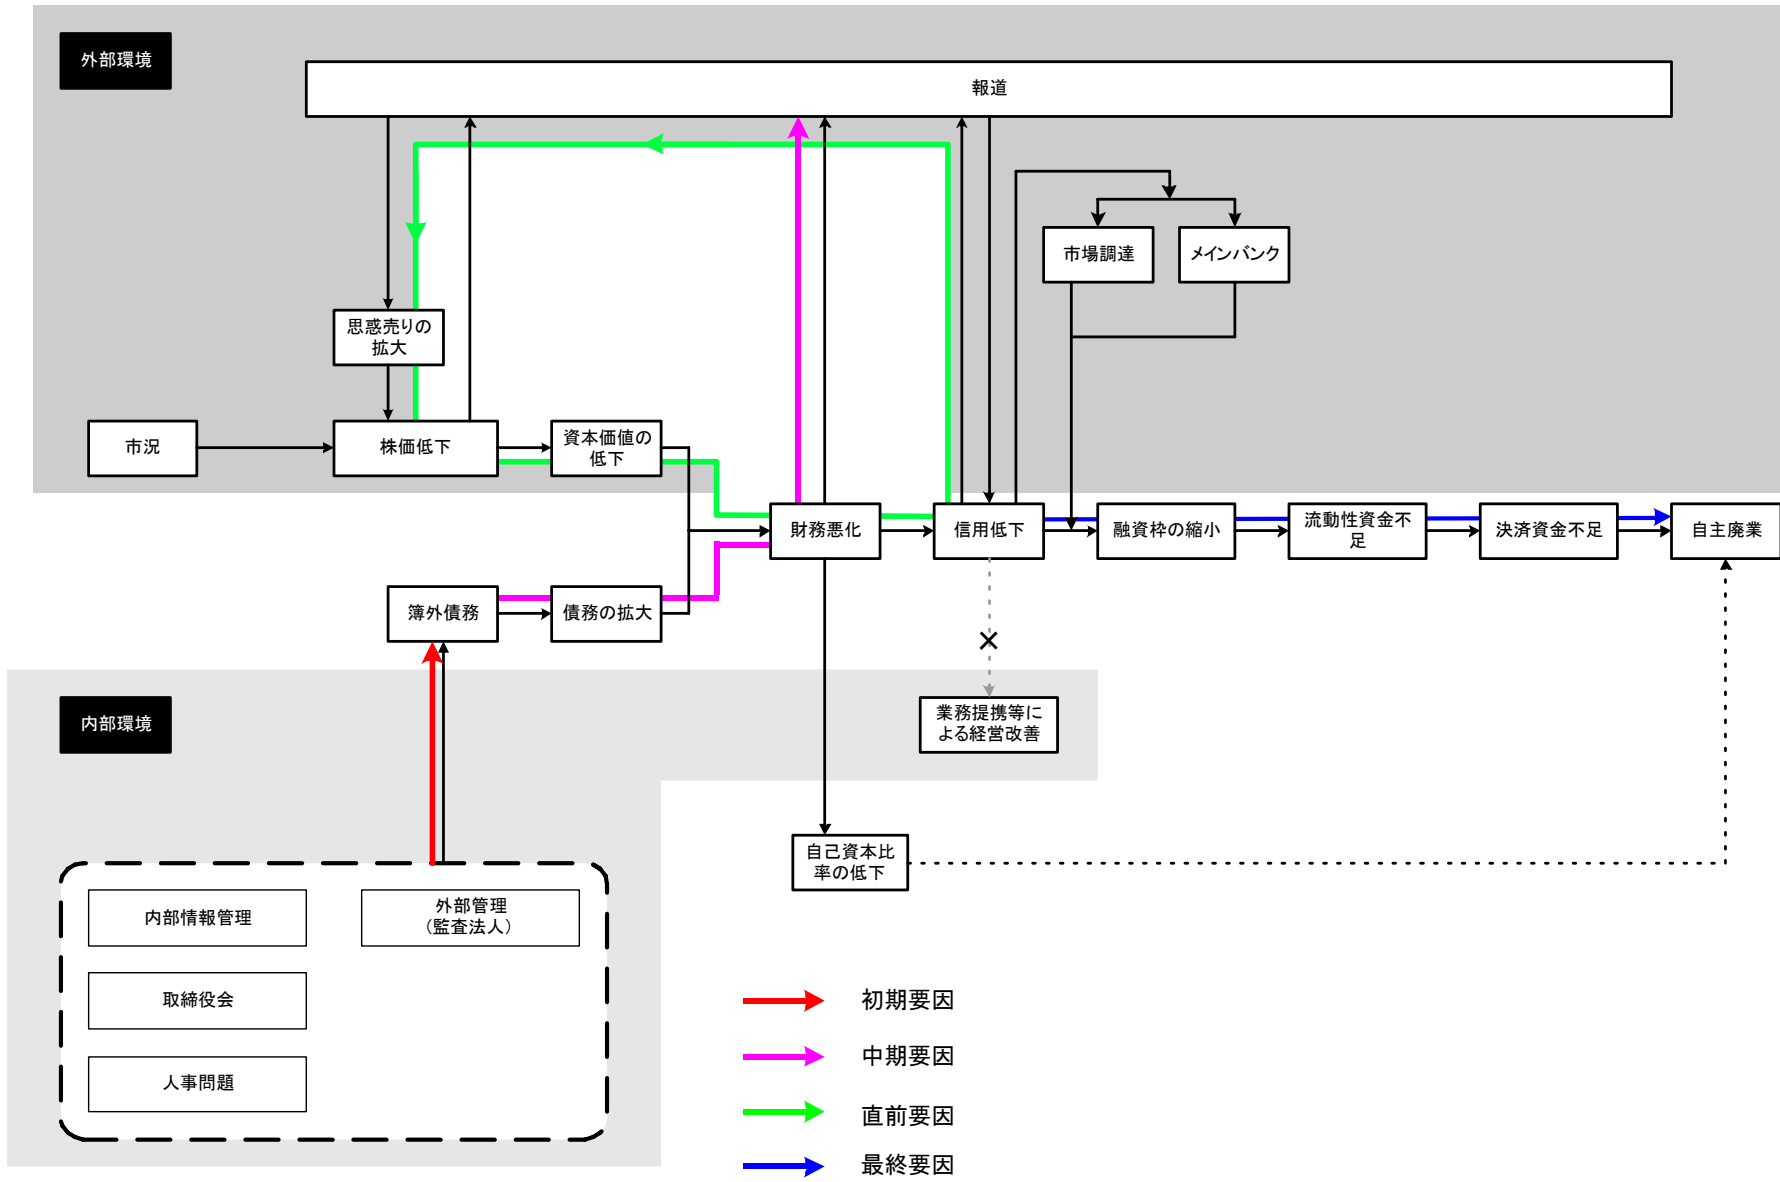 外部環境
報道
市場調達
メインバンク
思惑売りの
拡大
市況
株価低下
資本価値の
低下
財務悪化
信用低下
融資枠の縮小
流動性資金不
足
決済資金不足
自主廃業
簿外債務
債務の拡大
内部環境
業務提携等に
よる経営改善
自己資本比
率の低下
内部情報管理
外部管理
（監査法人）
取締役会
人事問題
初期要因
中期要因
直前要因
最終要因